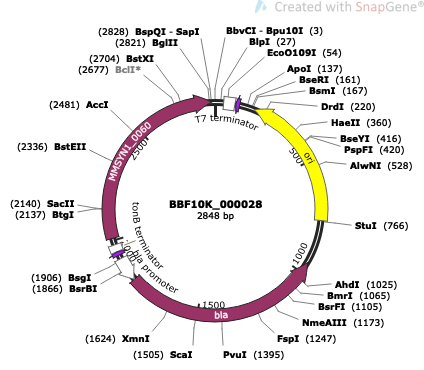 Created with SnapGene®
(2828) BspQI - SapI
(2821) BglII
(2704) BstXI
(2677) BclI*
(2481) AccI
(2336) BstEII
(2140) SacII
(2137) BtgI
(1906) BsgI
(1866) BsrBI
(1624) XmnI
(1505) ScaI
PvuI (1395)
FspI (1247)
NmeAIII (1173)
BsrFI (1105)
BmrI (1065)
AhdI (1025)
StuI (766)
AlwNI (528)
PspFI (420)
BseYI (416)
HaeII (360)
DrdI (220)
BsmI (167)
BseRI (161)
ApoI (137)
EcoO109I (54)
BlpI (27)
BbvCI - Bpu10I (3)
T7 terminator
MMSYN1_0060
2500
ori
500
BBF10K_000028
2848 bp
tonB terminator
bla promoter
1000
1500
bla